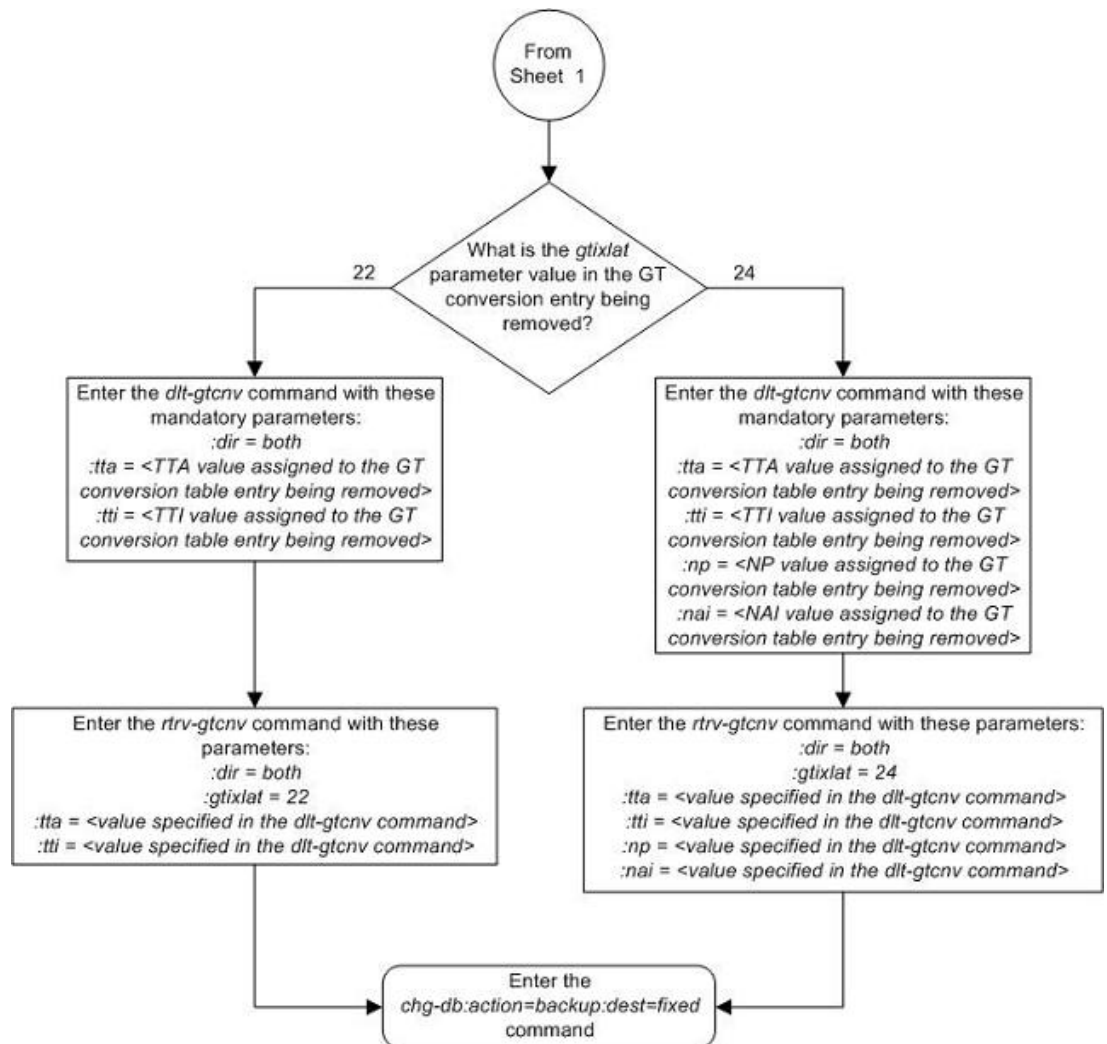 From
Sheet 1
What is the gtixlat
parameter value in the GT
conversion entry being
removed?
22
24
Enter the dlt-gtcnv command with these
mandatory parameters:
:dir = both
:tta = <TTA value assigned to the GT
conversion table entry being removed>
:tti = <TTI value assigned to the GT
conversion table entry being removed>
Enter the dlt-gtcnv command with these
mandatory parameters:
:dir = both
:tta = <TTA value assigned to the GT
conversion table entry being removed>
:tti = <TTI value assigned to the GT
conversion table entry being removed>
:np = <NP value assigned to the GT
conversion table entry being removed>
:nai = <NAI value assigned to the GT
conversion table entry being removed>
Enter the rtrv-gtcnv command with these
parameters:
:dir = both
:gtixlat = 22
:tta = <value specified in the dlt-gtcnv command>
:tti = <value specified in the dlt-gtcnv command>
Enter the rtrv-gtcnv command with these parameters:
:dir = both
:gtixlat = 24
:tta = <value specified in the dlt-gtcnv command>
:tti = <value specified in the dlt-gtcnv command>
:np = <value specified in the dlt-gtcnv command>
:nai = <value specified in the dlt-gtcnv command>
Enter the
chg-db:action=backup:dest=fixed
command